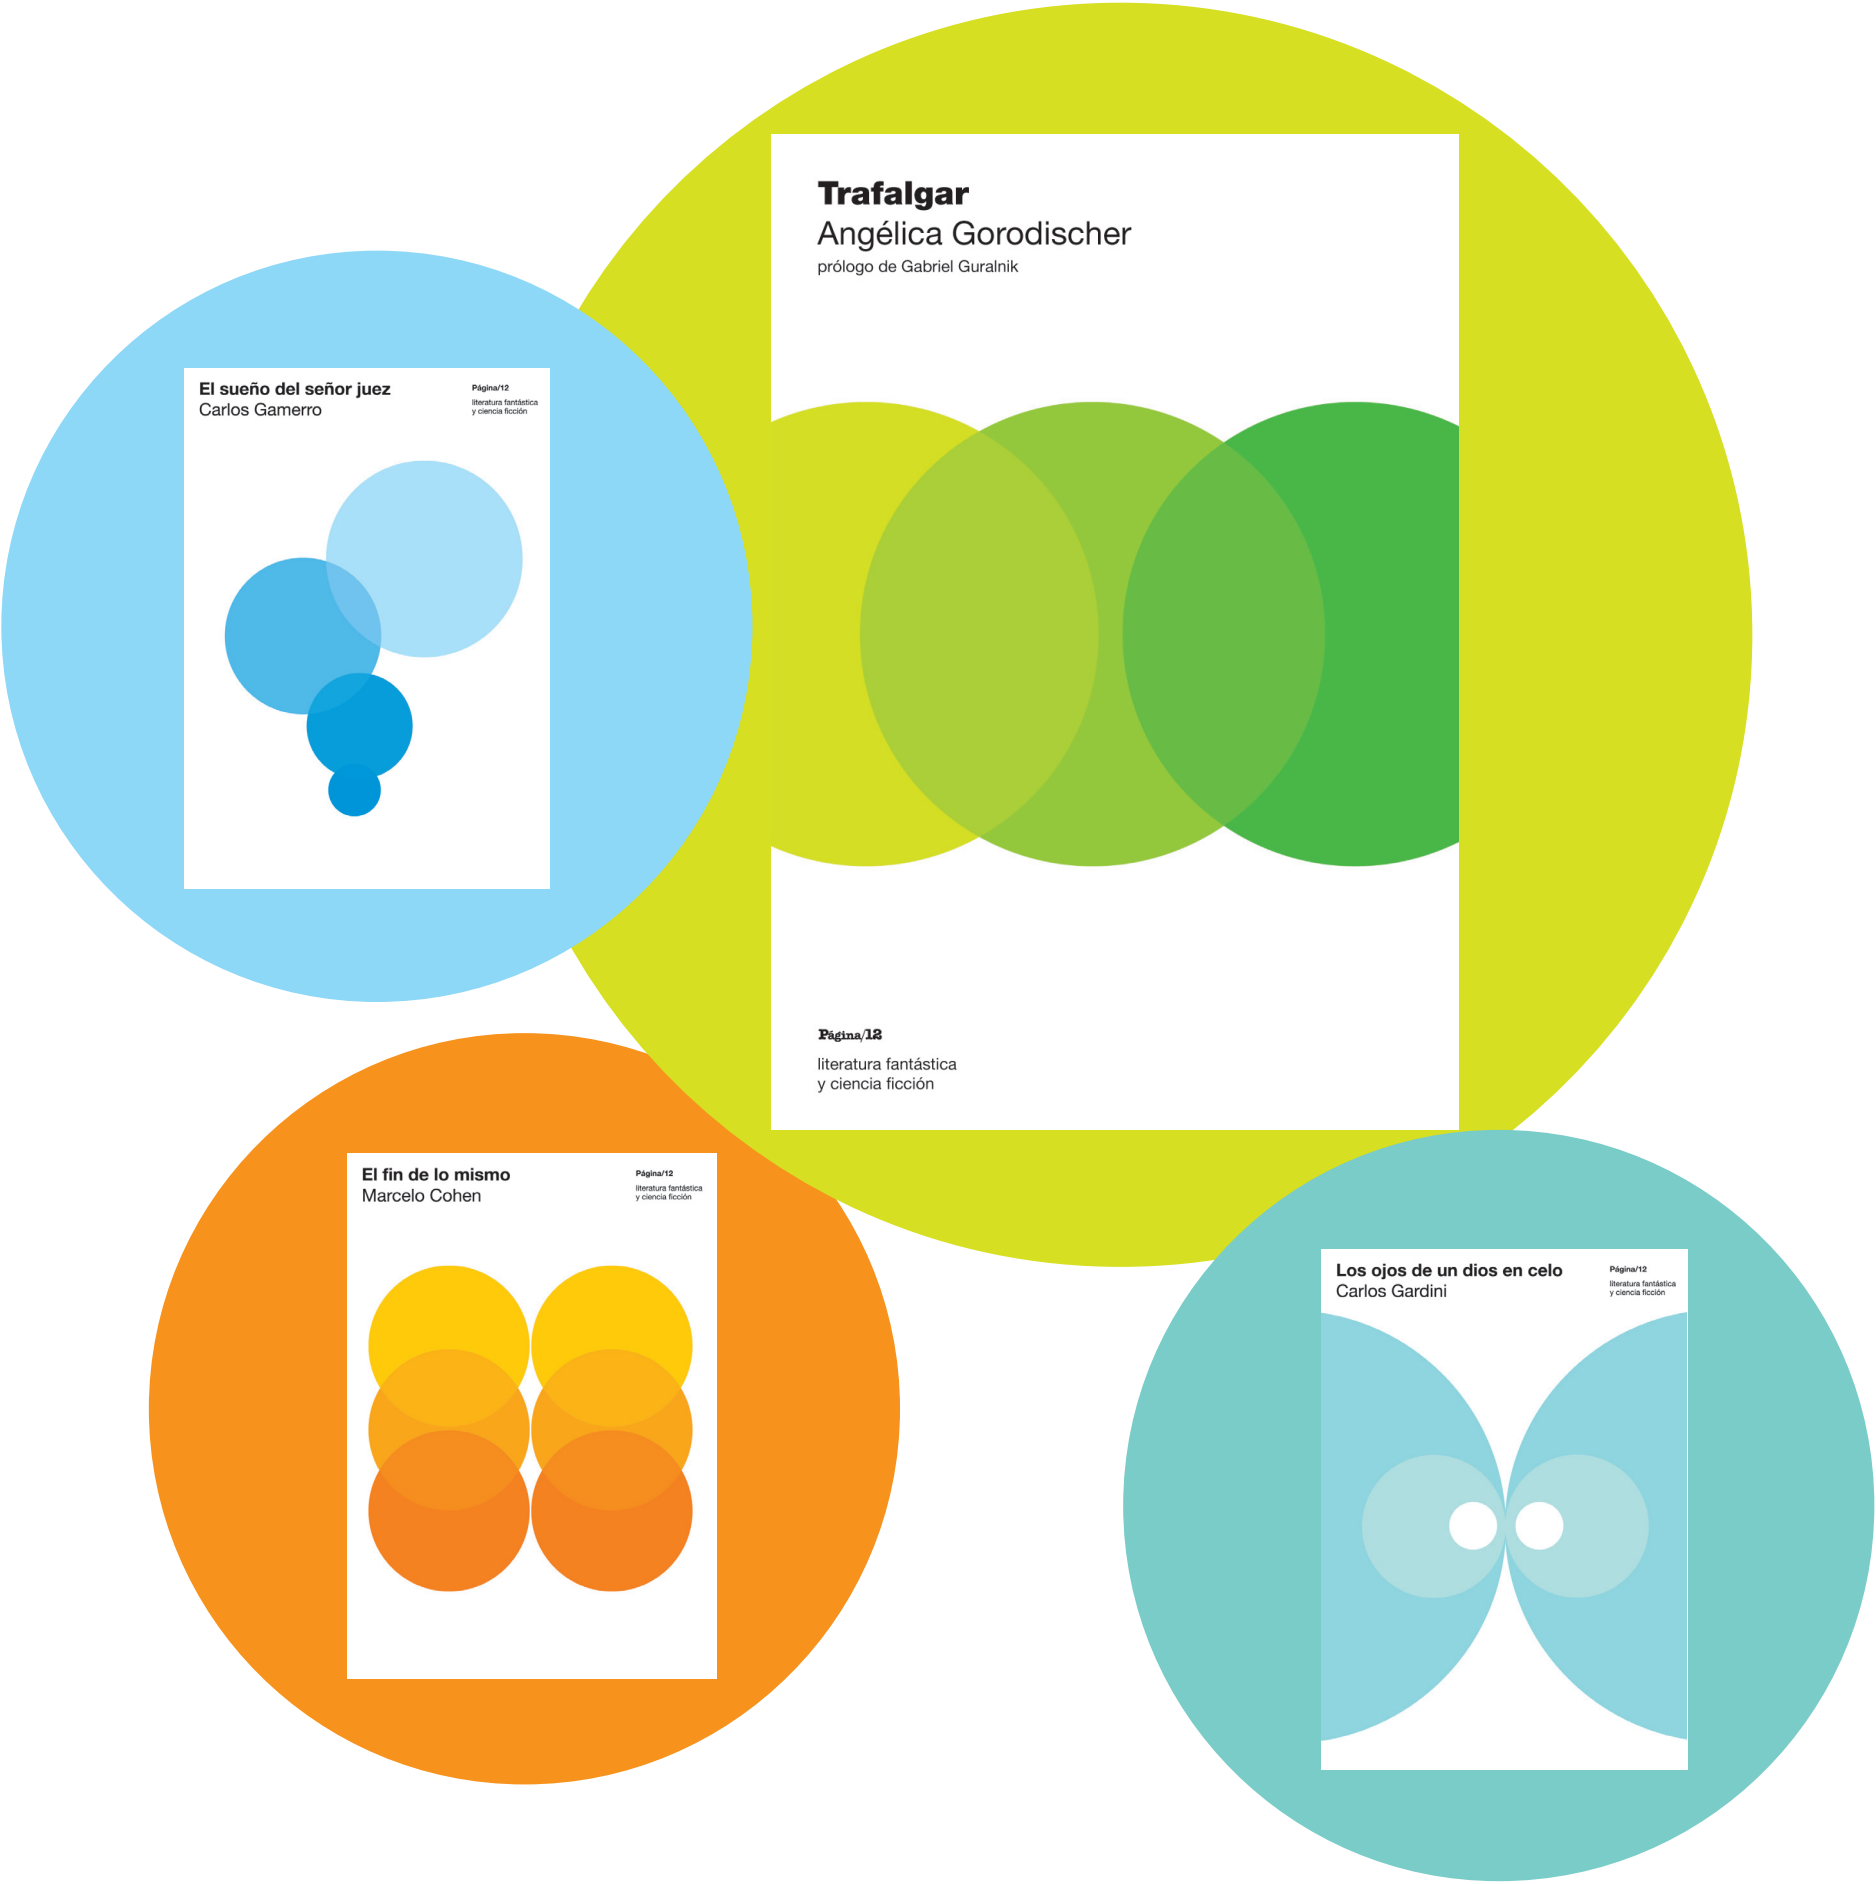 Trafalgar
Angélica Gorodischer
prólogo de Gabriel Guralnik
Página/12
literatura fantástica
y ciencia ficción
El sueño del señor juez
Carlos Gamerro
Página/12
literatura fantástica
y ciencia ficción
El fin de lo mismo
Marcelo Cohen
Página/12
literatura fantástica
y ciencia ficción
Los ojos de un dios en celo
Carlos Gardini
Página/12
literatura fantástica
y ciencia ficción